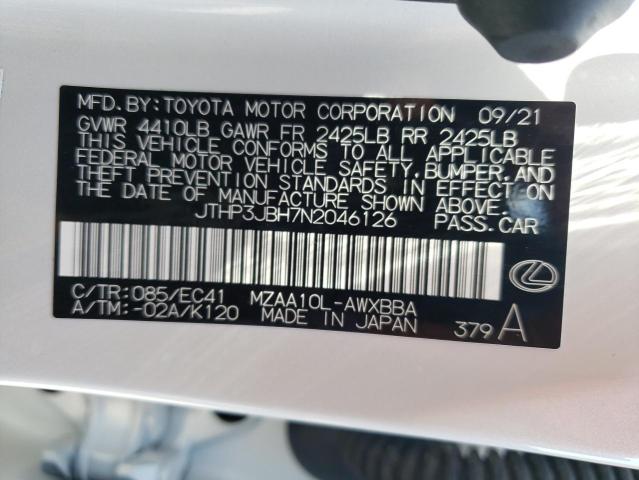 MFD. BY: TOYOTA MOTOR CORPORATION 09/21
GVWR 4410LB GAWR FR 2425LB RR 2425LB
THIS VEHICLE CONFORMS TO ALL APPLICABLE
FEDERAL MOTOR VEHICLE SAFETY, BUMPER, AND
THEFT PREVENTION STANDARDS IN EFFECT ON
THE DATE OF MANUFACTURE SHOWN ABOVE.
JTHP3JBH7N2046126 PASS.CAR
C/TR:085/EC41 MZAA10L-AWXBBA
A/TM:-02A/K120 MADE IN JAPAN 379 A